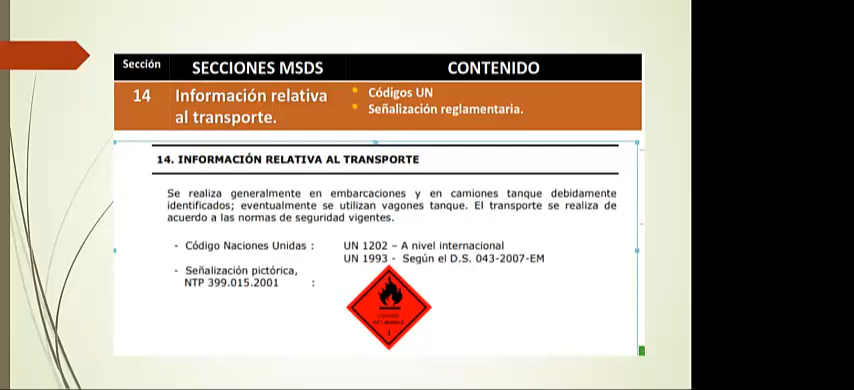 Sección SECCIONES MSDS CONTENIDO
14 Información relativa al transporte.
Códigos UN
Señalización reglamentaria.
14. INFORMACIÓN RELATIVA AL TRANSPORTE
Se realiza generalmente en embarcaciones y en camiones tanque debidamente
identificados; eventualmente se utilizan vagones tanque. El transporte se realiza de
acuerdo a las normas de seguridad vigentes.
- Código Naciones Unidas : UN 1202 – A nivel internacional
UN 1993 - Según el D.S. 043-2007-EM
- Señalización pictórica,
NTP 399.015.2001 :
3